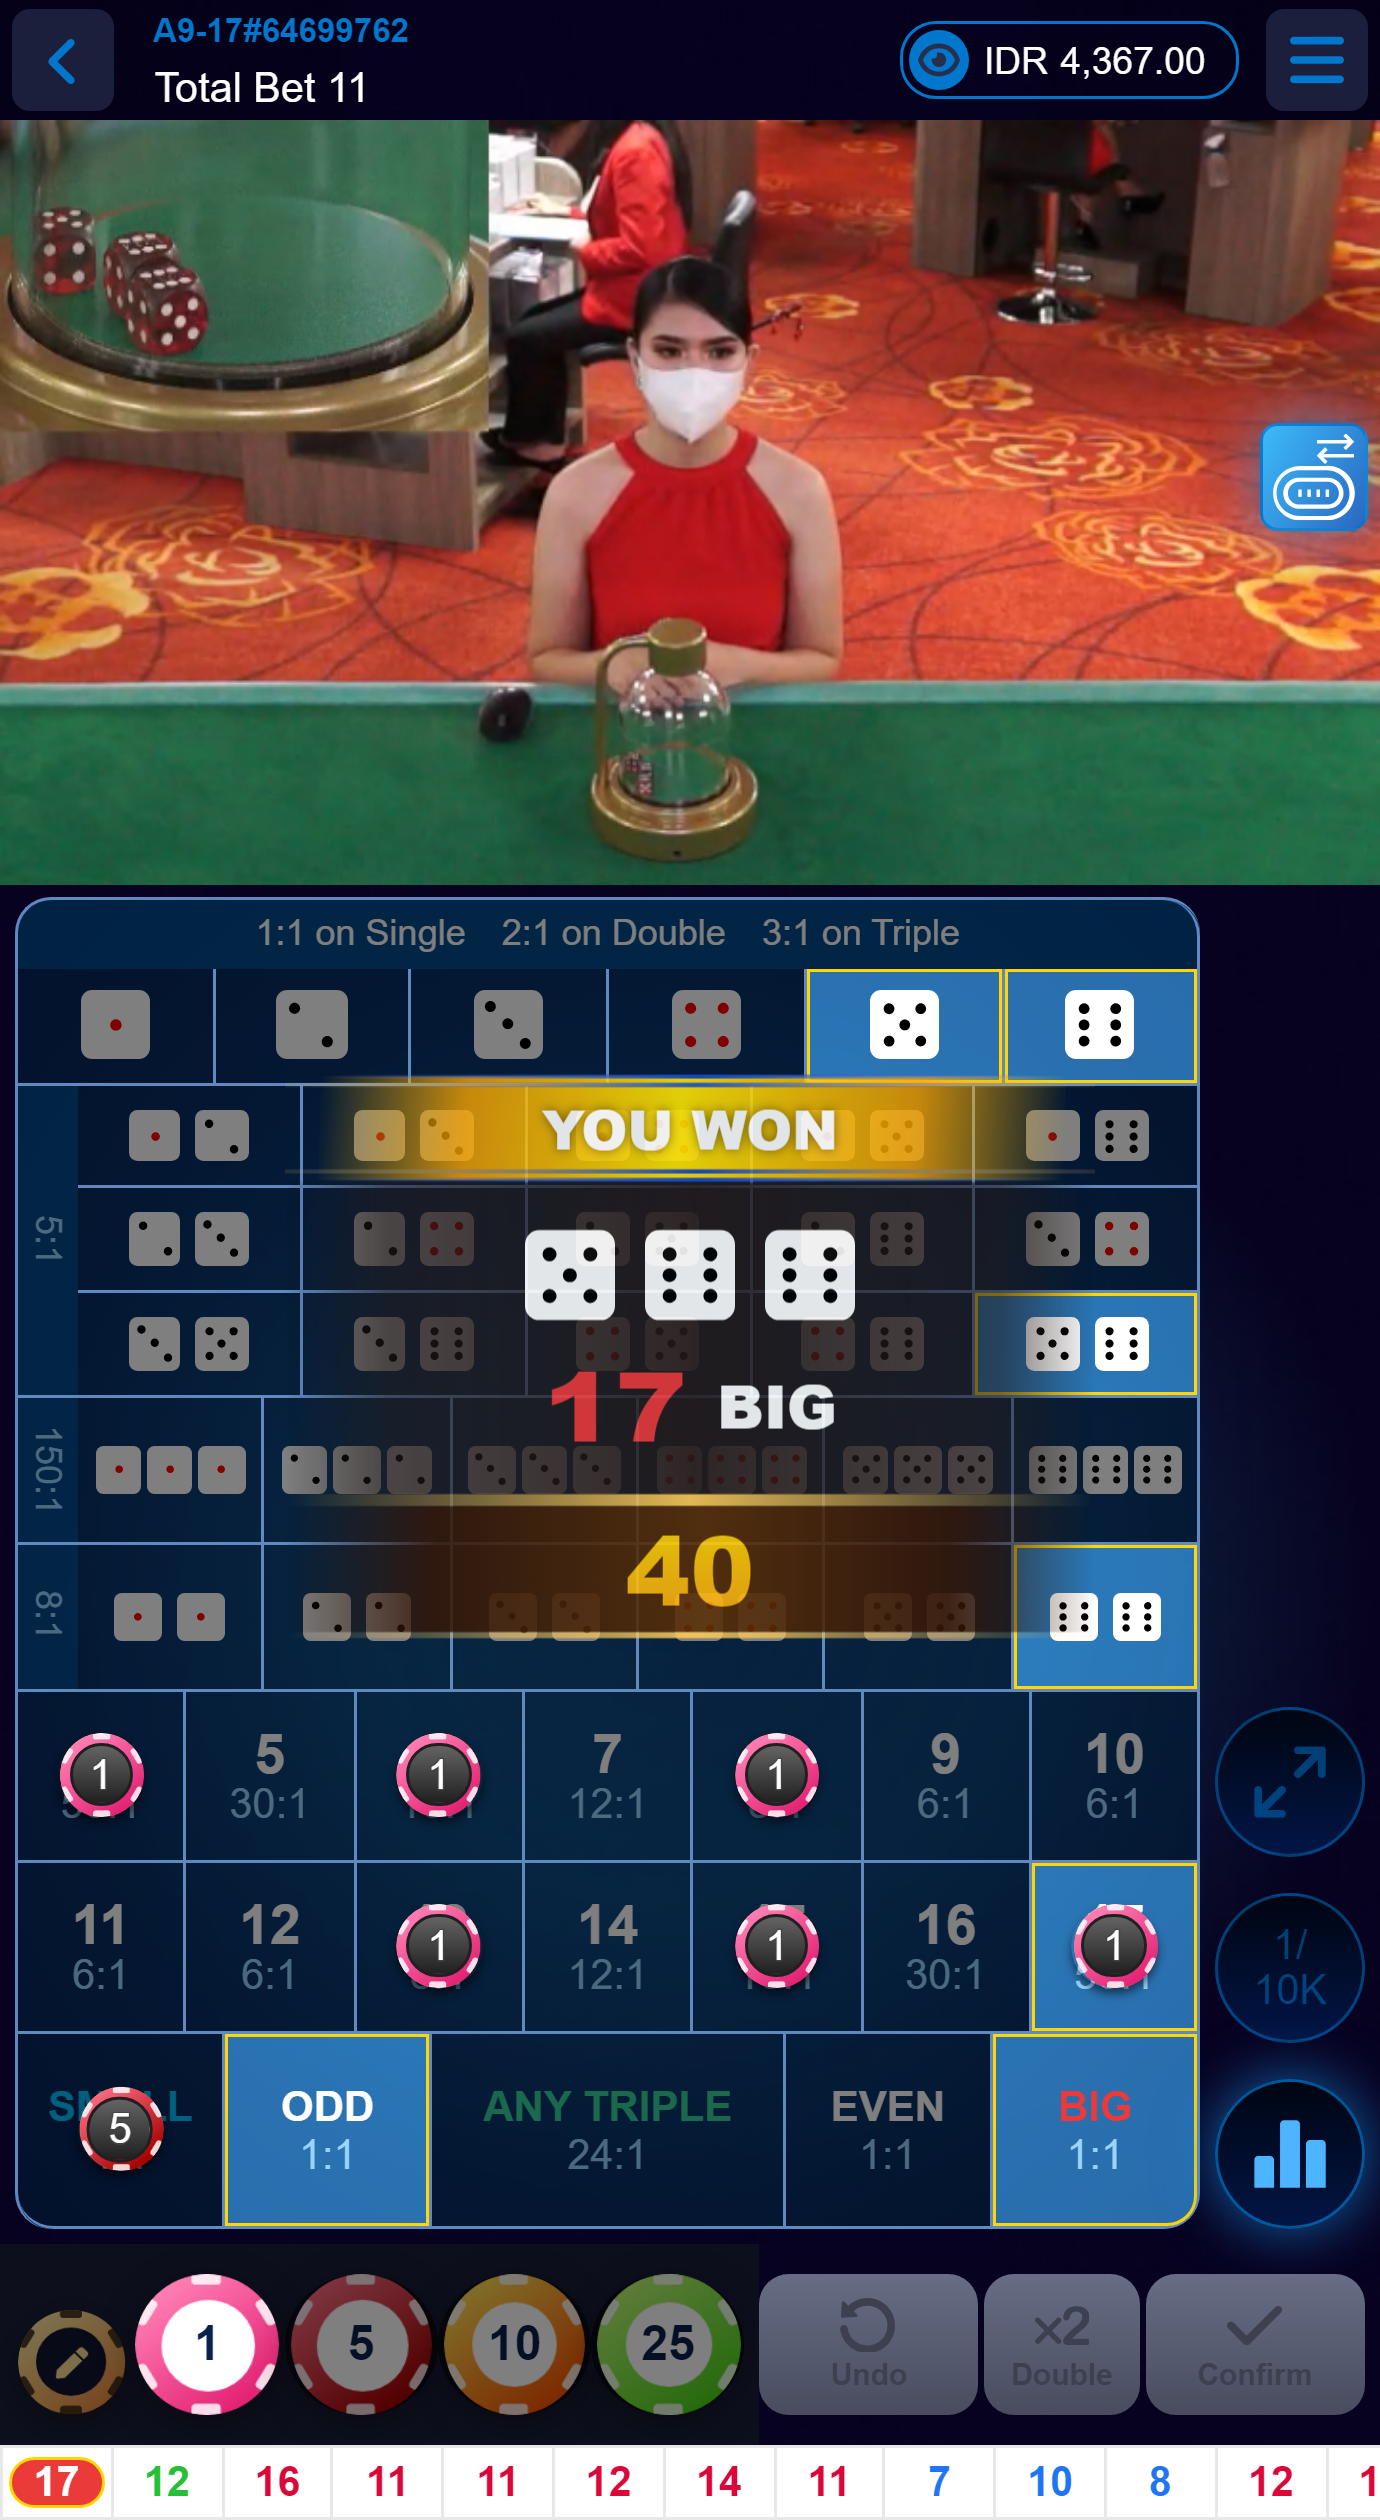 A9-17#64699762
Total Bet 11
IDR 4,367.00
1:1 on Single 2:1 on Double 3:1 on Triple
YOU WON
5:1
17 BIG
150:1
40
8:1
1 5 1 7 1 9 10
30:1 12:1 6:1 6:1
11 12 1 14 1 16 1
6:1 6:1 12:1 30:1
1/
10K
5 ODD ANY TRIPLE EVEN BIG
1:1 24:1 1:1 1:1
1 5 10 25
x2
Undo Double Confirm
17 12 16 11 11 12 14 11 7 10 8 12